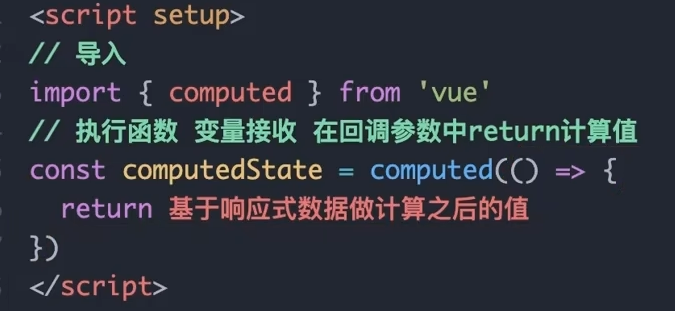 <script setup>
// 导入
import { computed } from 'vue'
// 执行函数 变量接收 在回调参数中return计算值
const computedState = computed(() => {
  return 基于响应式数据做计算之后的值
})
</script>